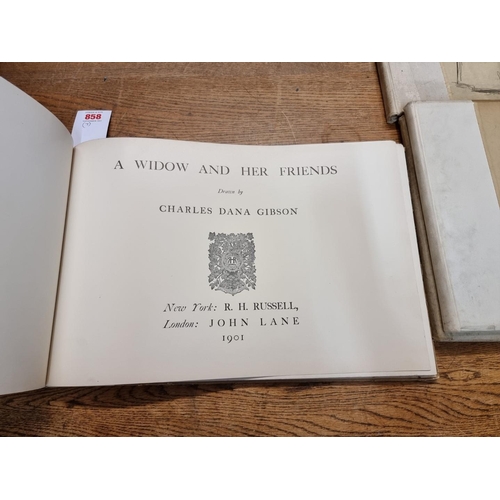 858
A WIDOW AND HER FRIENDS
Drawn by
CHARLES DANA GIBSON
New York: R. H. RUSSELL,
London: JOHN LANE
1901